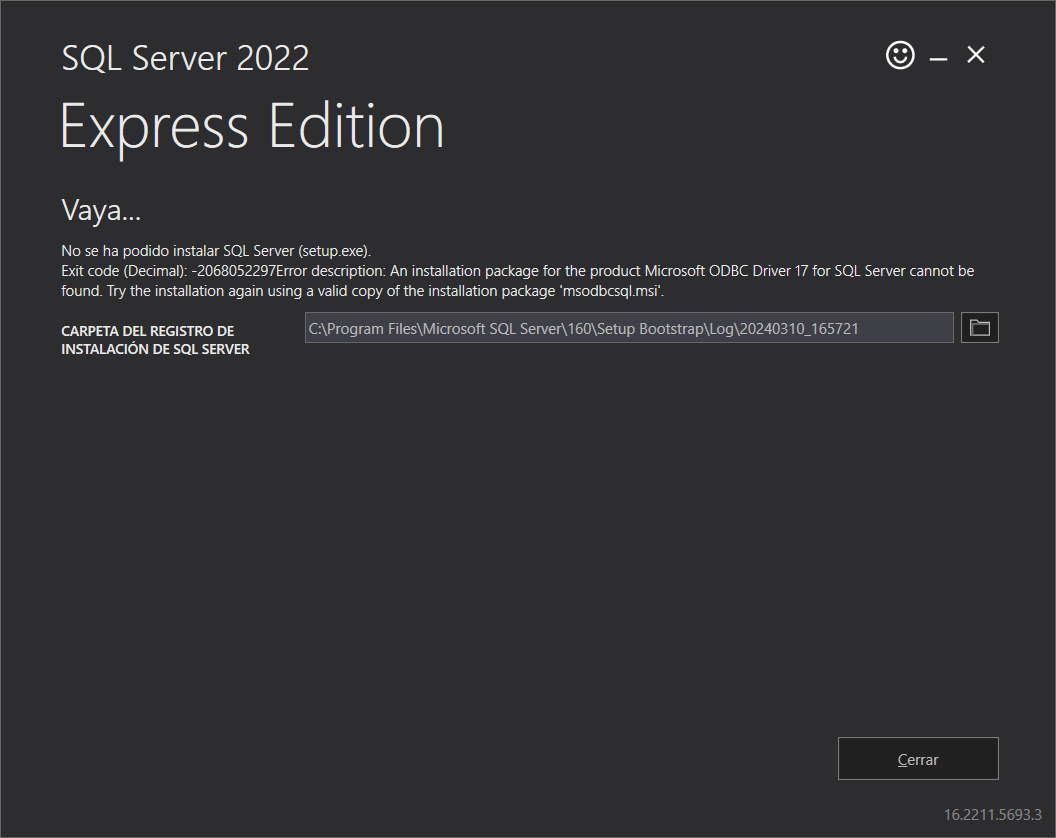 SQL Server 2022
Express Edition
Vaya...
No se ha podido instalar SQL Server (setup.exe).
Exit code (Decimal): -2068052297Error description: An installation package for the product Microsoft ODBC Driver 17 for SQL Server cannot be
found. Try the installation again using a valid copy of the installation package 'msodbcsql.msi'.
CARPETA DEL REGISTRO DE
INSTALACIÓN DE SQL SERVER
C:\Program Files\Microsoft SQL Server\160\Setup Bootstrap\Log\20240310_165721
Cerrar
16.2211.5693.3